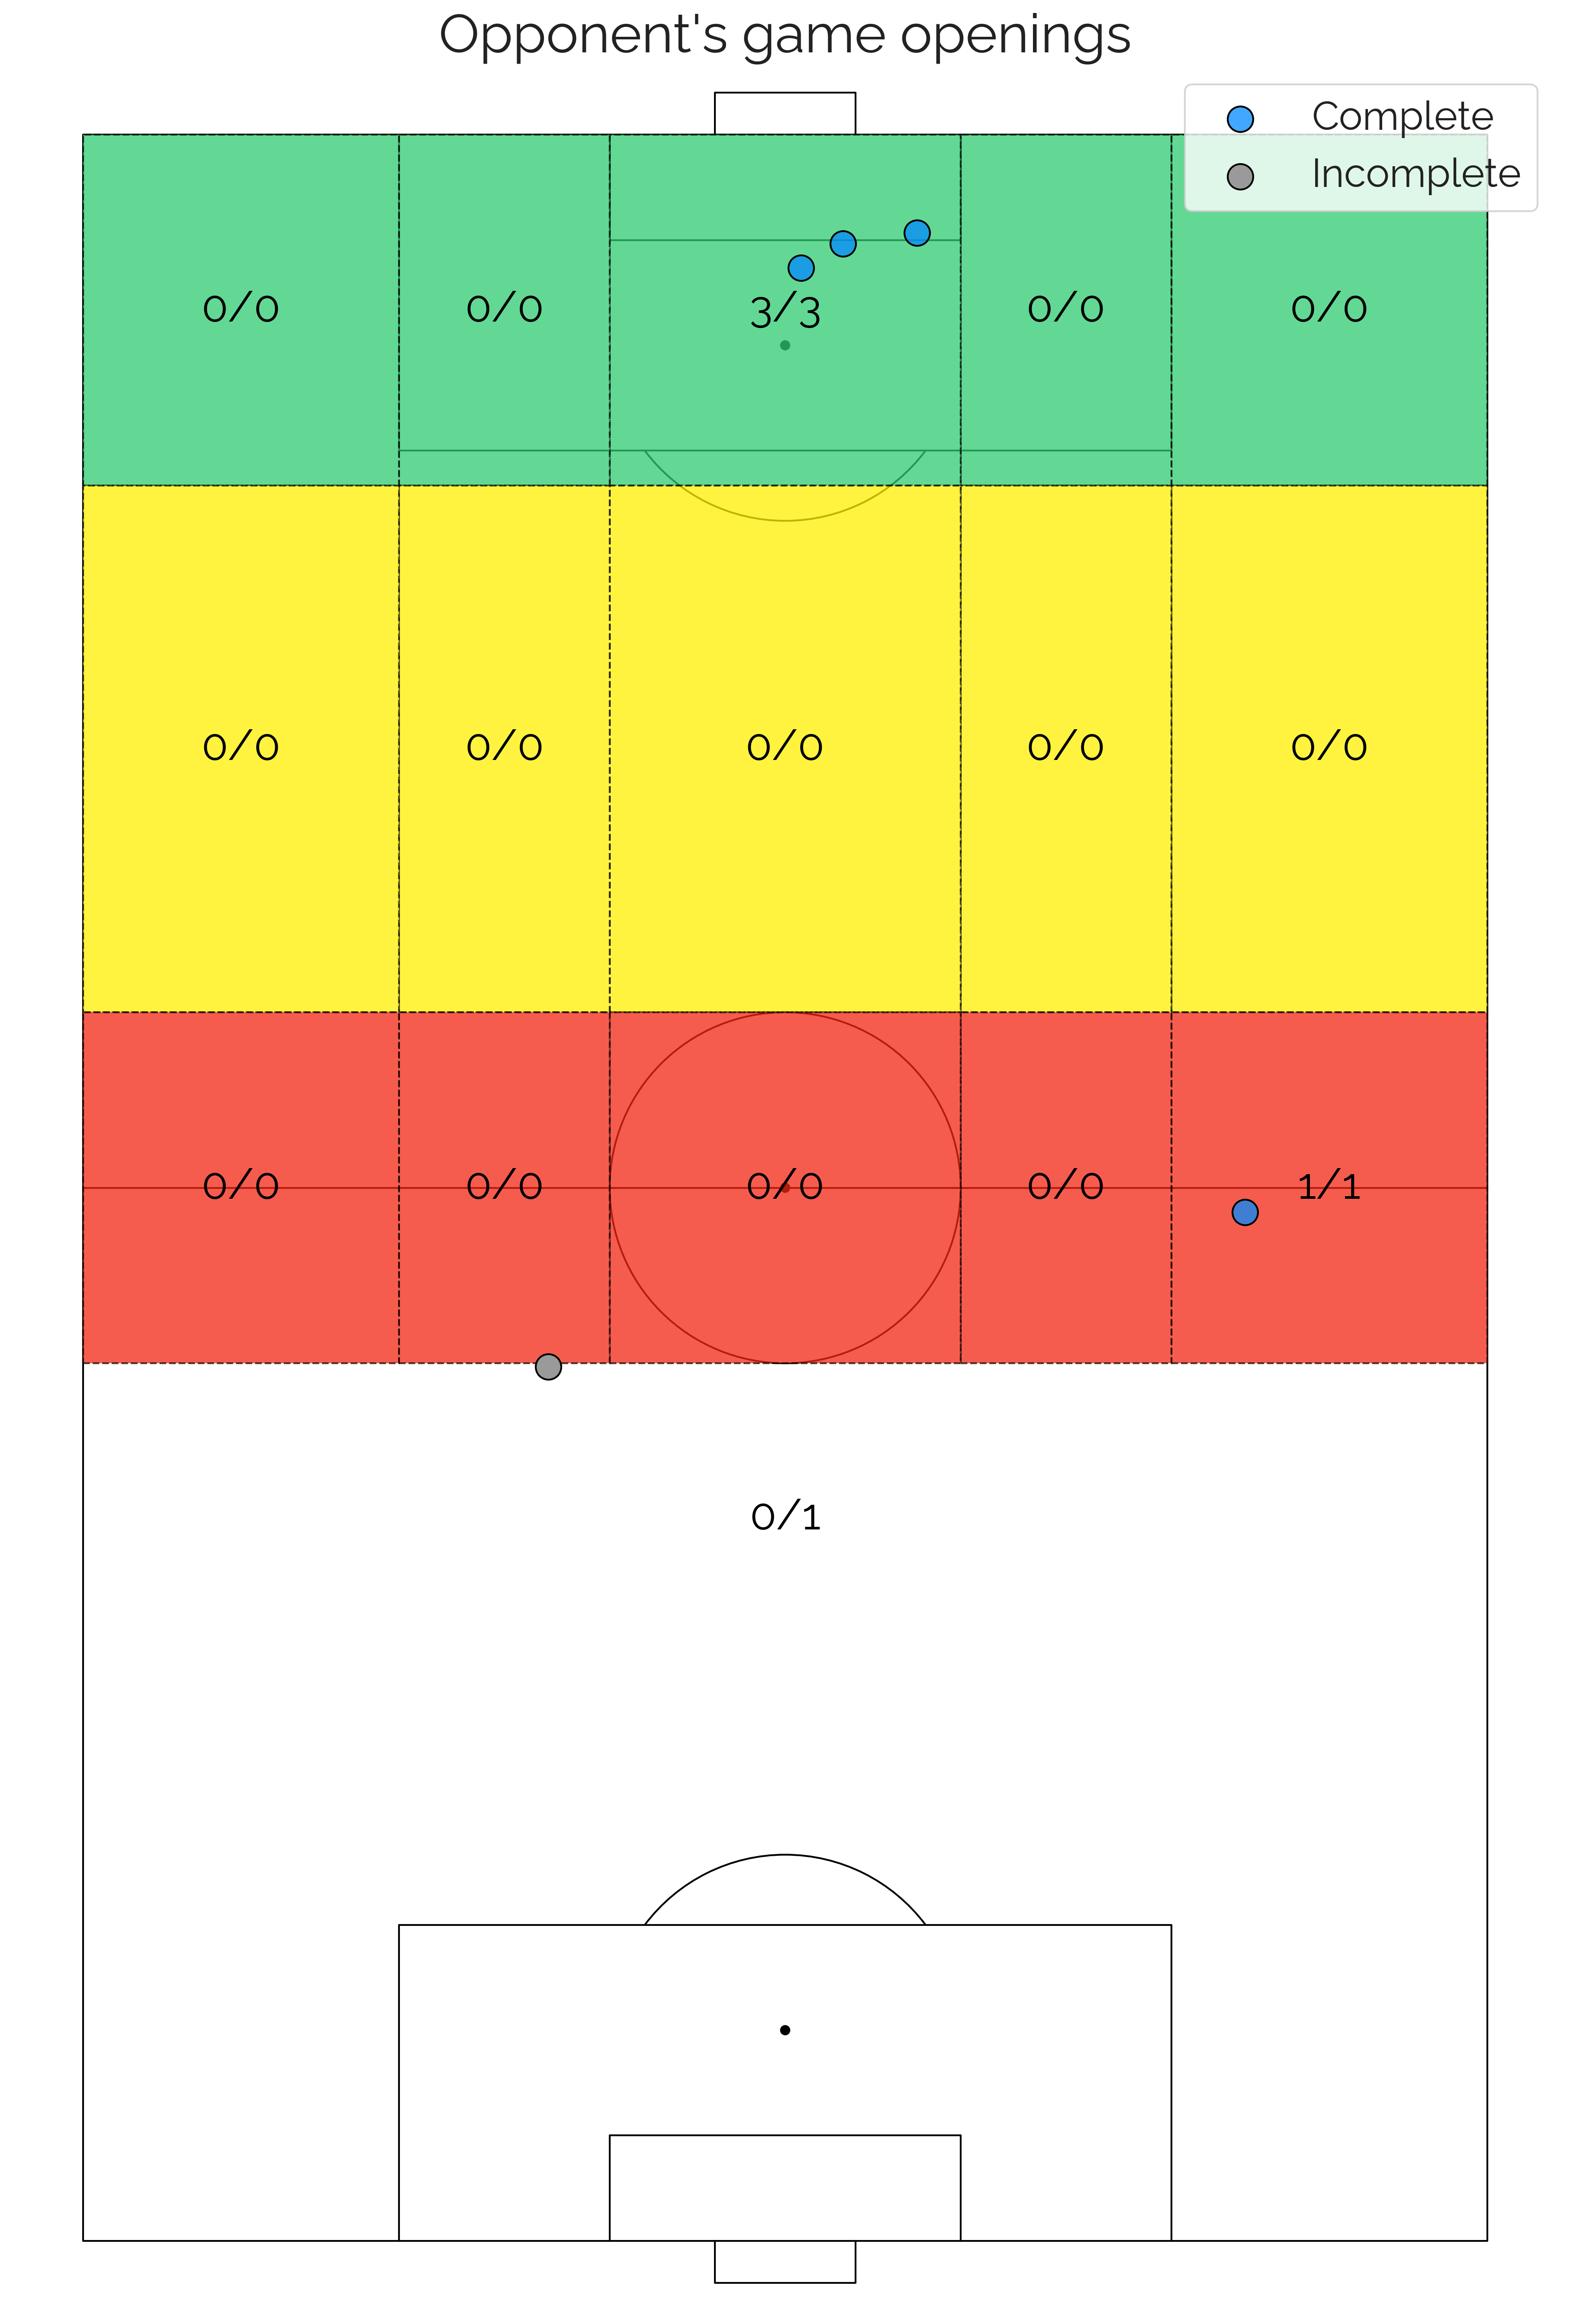 Opponent's game openings
Complete
Incomplete
0/0 0/0 3/3 0/0 0/0
0/0 0/0 0/0 0/0 0/0
0/0 0/0 0/0 0/0 1/1
0/1